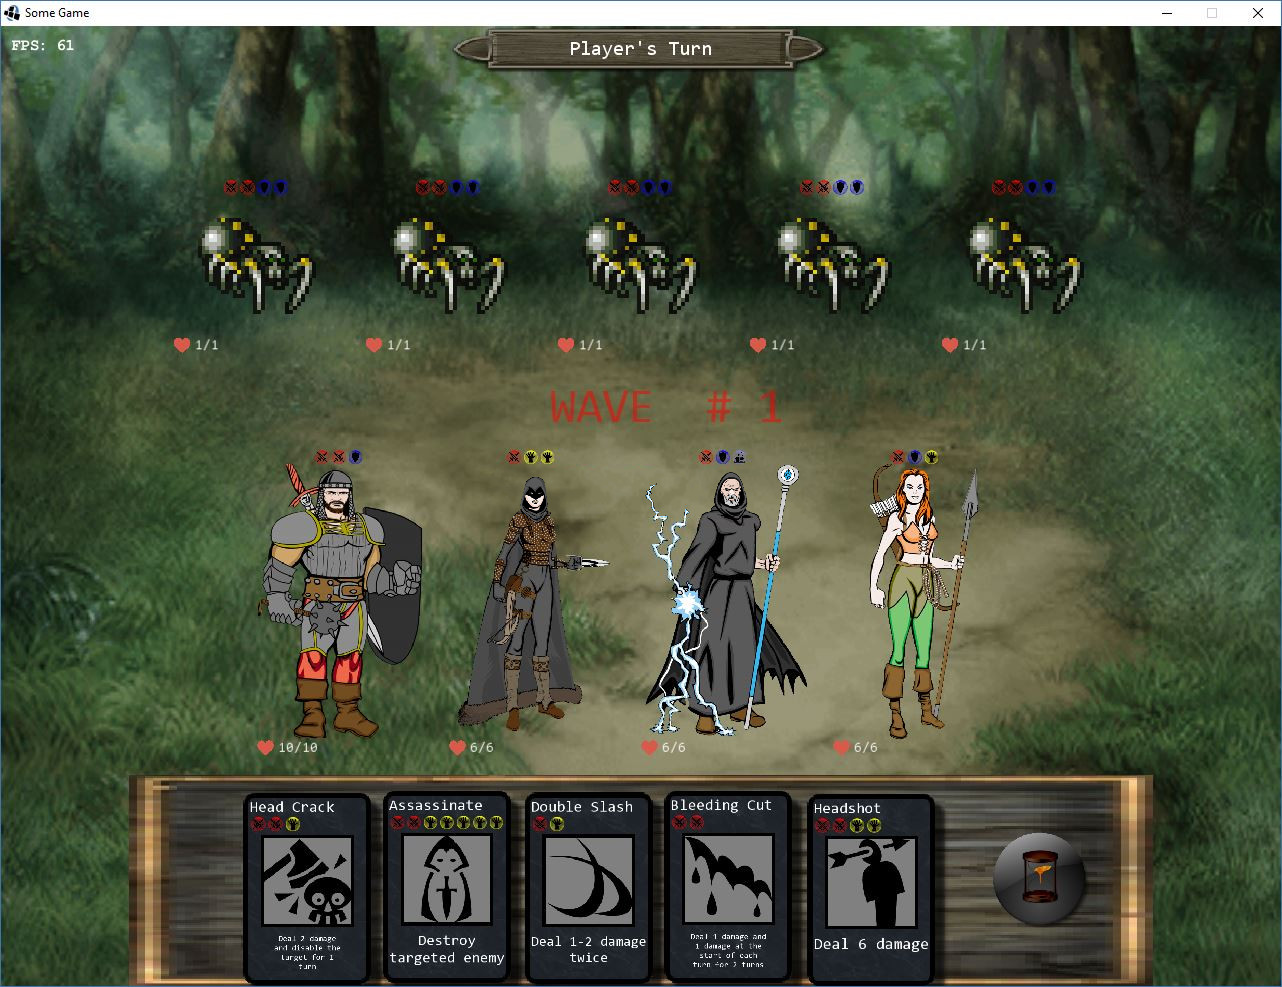 Some Game
FPS: 61
Player's Turn
1/1
1/1
1/1
1/1
1/1
WAVE # 1
10/10
6/6
6/6
6/6
Head Crack
Deal 2 damage
and disable the
target for 1
turn
Assassinate
Destroy
targeted enemy
Double Slash
Deal 1-2 damage
twice
Bleeding Cut
Deal 1 damage and
1 damage at the
start of each
turn for 2 turns
Headshot
Deal 6 damage